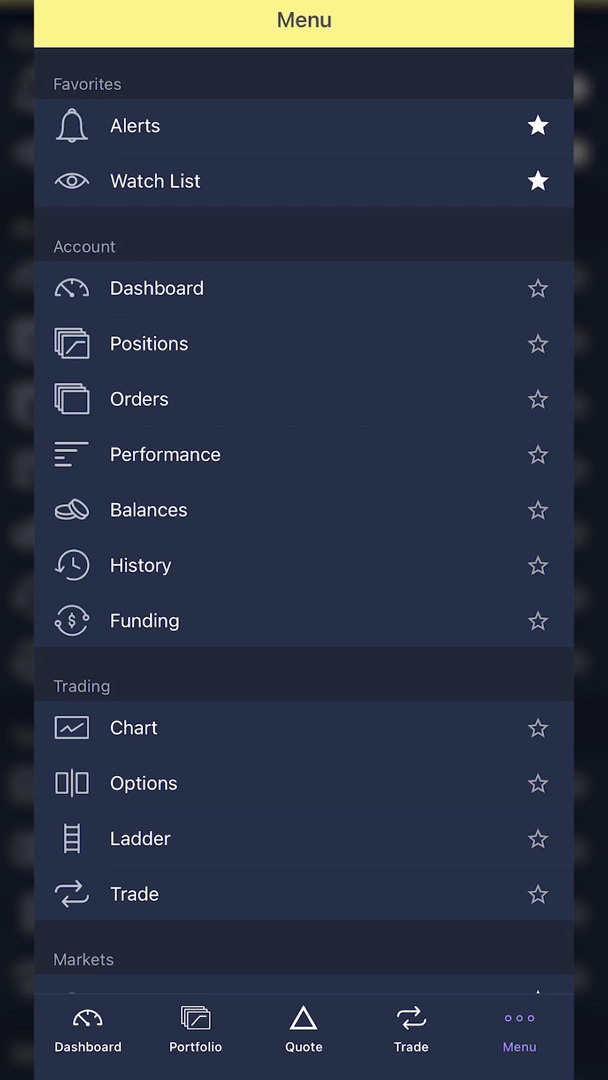 Menu
Favorites
Alerts
Watch List
Account
Dashboard
Positions
Orders
Performance
Balances
History
Funding
Trading
Chart
Options
Ladder
Trade
Markets
Dashboard Portfolio Quote Trade Menu